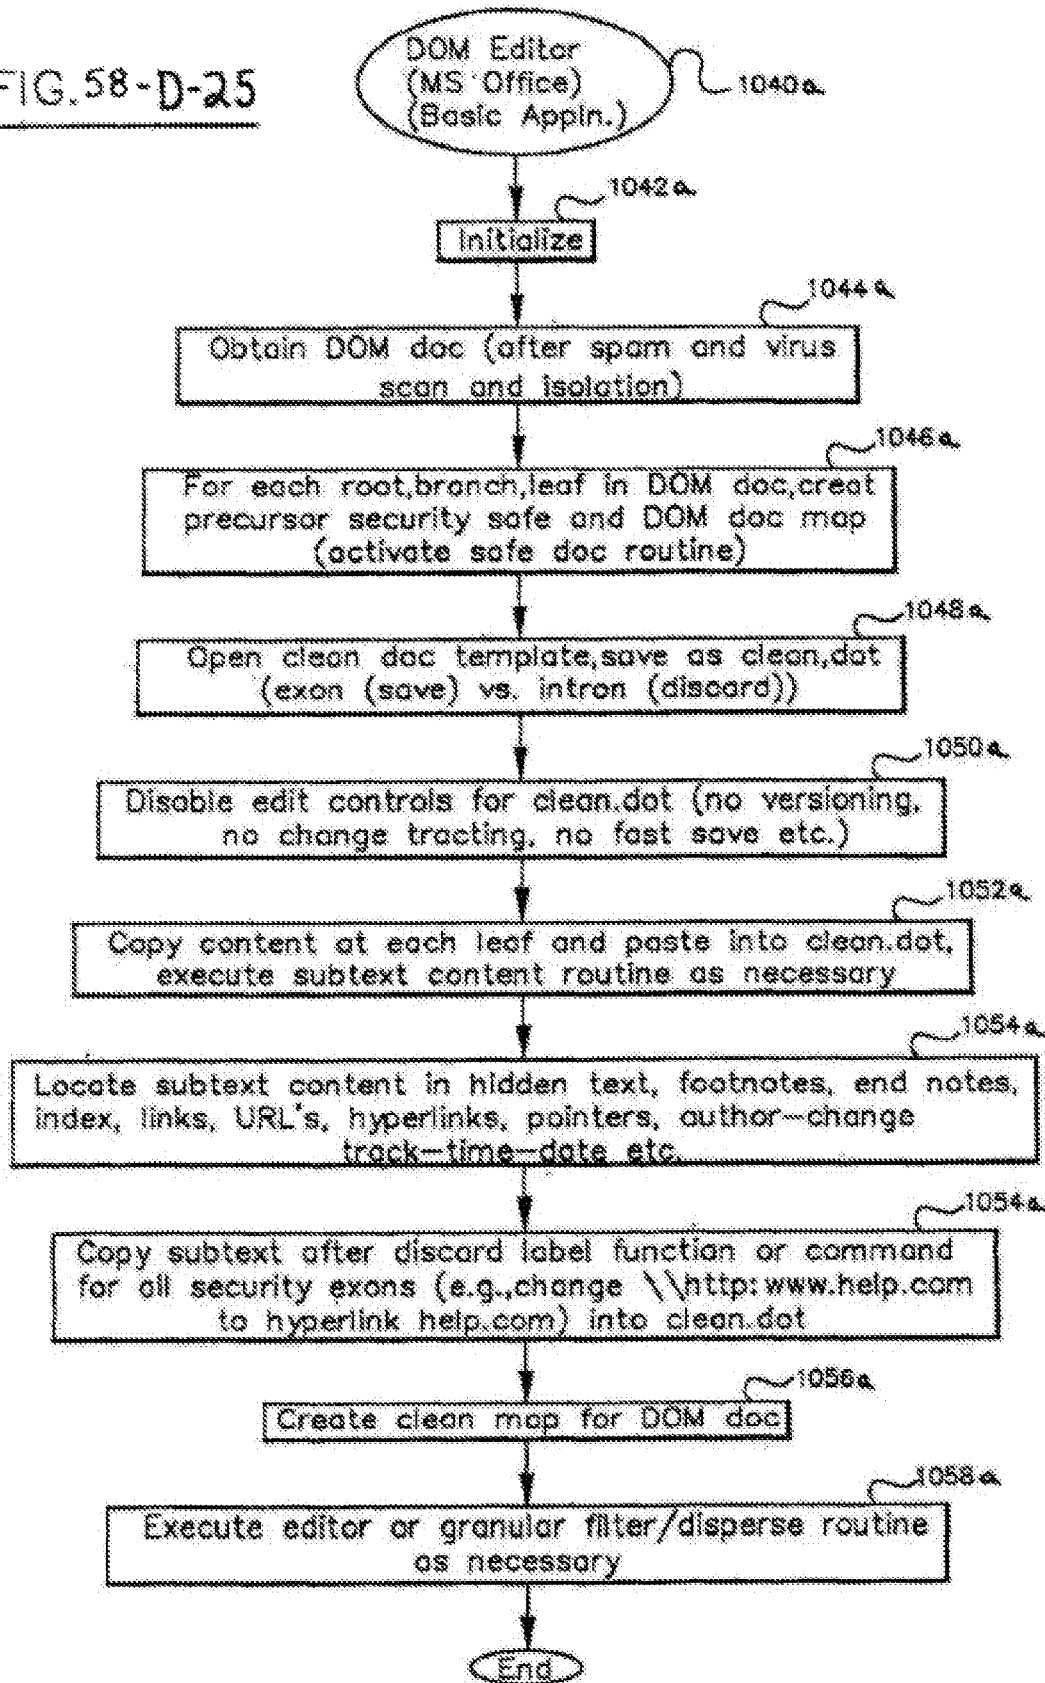 FIG. 58-D-25
DOM Editor
(MS Office)
(Basic Appln.)
1040a
1042a
Initialize
1044a
Obtain DOM doc (after spam and virus
scan and isolation)
1046a
For each root,branch,leaf in DOM doc,creat
precursor security safe and DOM doc map
(activate safe doc routine)
1048a
Open clean doc template,save as clean,dot
(exon (save) vs. intron (discard))
1050a
Disable edit controls for clean.dot (no versioning,
no change tracting, no fast save etc.)
1052a
Copy content at each leaf and paste into clean.dot,
execute subtext content routine as necessary
1054a
Locate subtext content in hidden text, footnotes, end notes,
index, links, URL's, hyperlinks, pointers, author-change
track-time-date etc.
1054a
Copy subtext after discard label function or command
for all security exons (e.g.,change \\http: www.help.com
to hyperlink help.com) into clean.dot
1056a
Create clean map for DOM doc
1058a
Execute editor or granular filter/disperse routine
as necessary
End